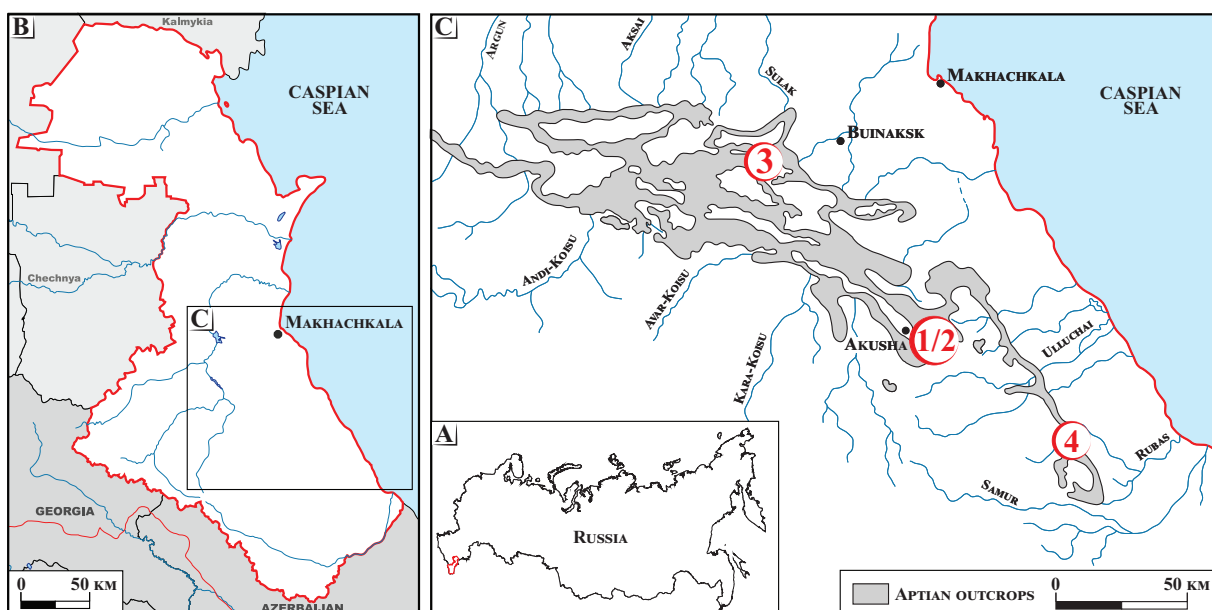 B
Kalmykia
CASPIAN
SEA
Chechnya
C
MAKHACHKALA
GEORGIA
AZERBAIJAN
0 50 KM
C
ARGUN
AKSAI
SULAK
MAKHACHKALA
CASPIAN
SEA
BUINAKSK
3
ANDI-KOISU
AVAR-KOISU
KARA-KOISU
AKUSHA
1/2
ULLUCHAI
4
RUBAS
SAMUR
A
RUSSIA
APTIAN OUTCROPS
0 50 KM